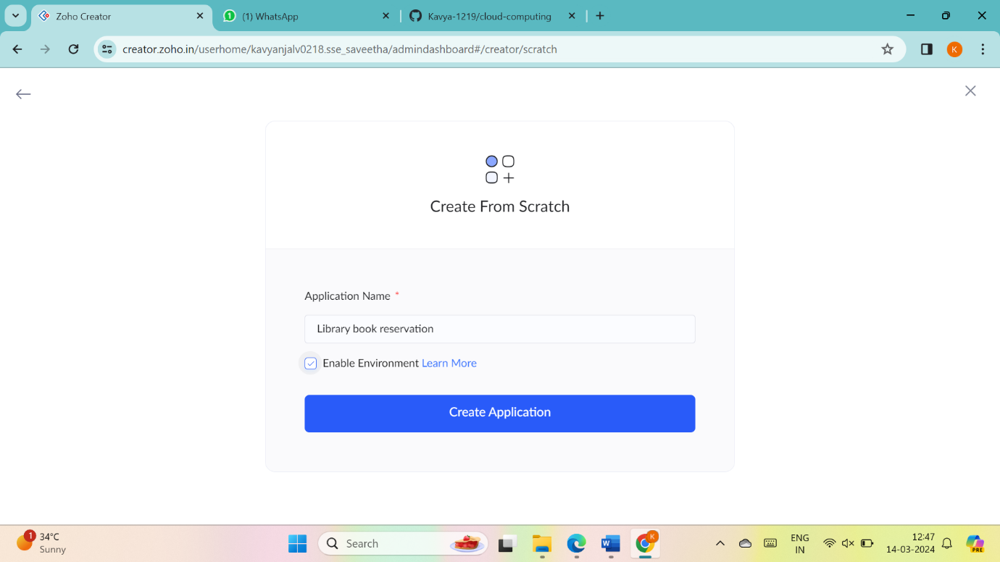 Zoho Creator
(1) WhatsApp
Kavya-1219/cloud-computing
creator.zoho.in/userhome/kavyanjalv0218.sse_saveetha/admindashboard#/creator/scratch
K
Create From Scratch
Application Name *
Library book reservation
Enable Environment Learn More
Create Application
1
34°C
Sunny
Search
W
K
ENG
IN
12:47
14-03-2024
PRE